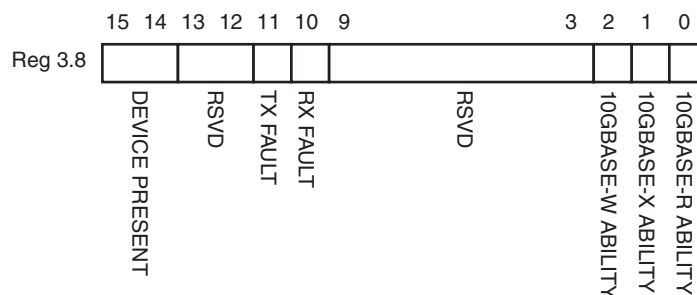 15 14 13 12 11 10 9 3 2 1 0
Reg 3.8
DEVICE PRESENT
RSVD
TX FAULT
RX FAULT
RSVD
10GBASE-W ABILITY
10GBASE-X ABILITY
10GBASE-R ABILITY